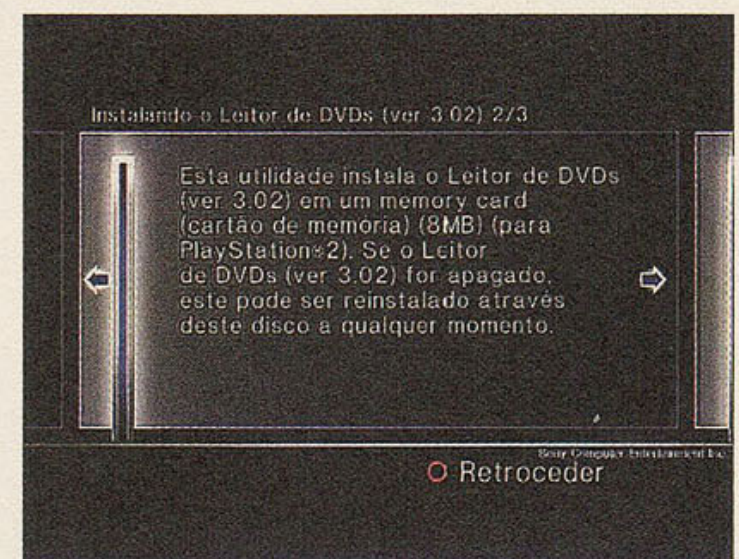 Instalando o Leitor de DVDs (ver 3.02) 2/3
Esta utilidade instala o Leitor de DVDs
(ver 3.02) em um memory card
(cartão de memória) (8MB) (para
PlayStation®2). Se o Leitor
de DVDs (ver 3.02) for apagado,
este pode ser reinstalado através
deste disco a qualquer momento.
Sony Computer Entertainment Inc.
Retroceder